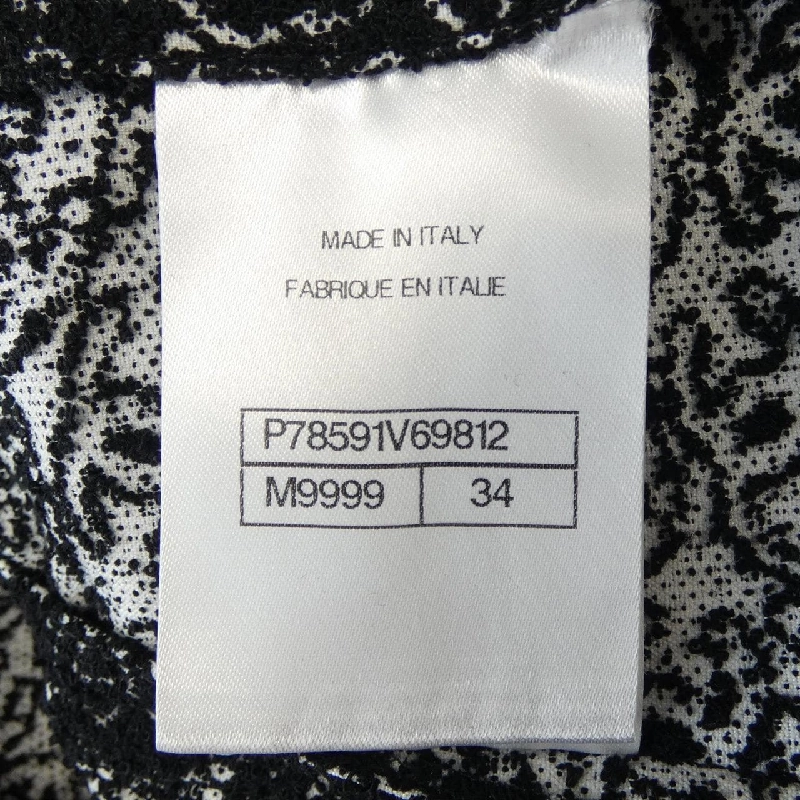 MADE IN ITALY
FABRIQUE EN ITALIE
P78591V69812
M9999 34